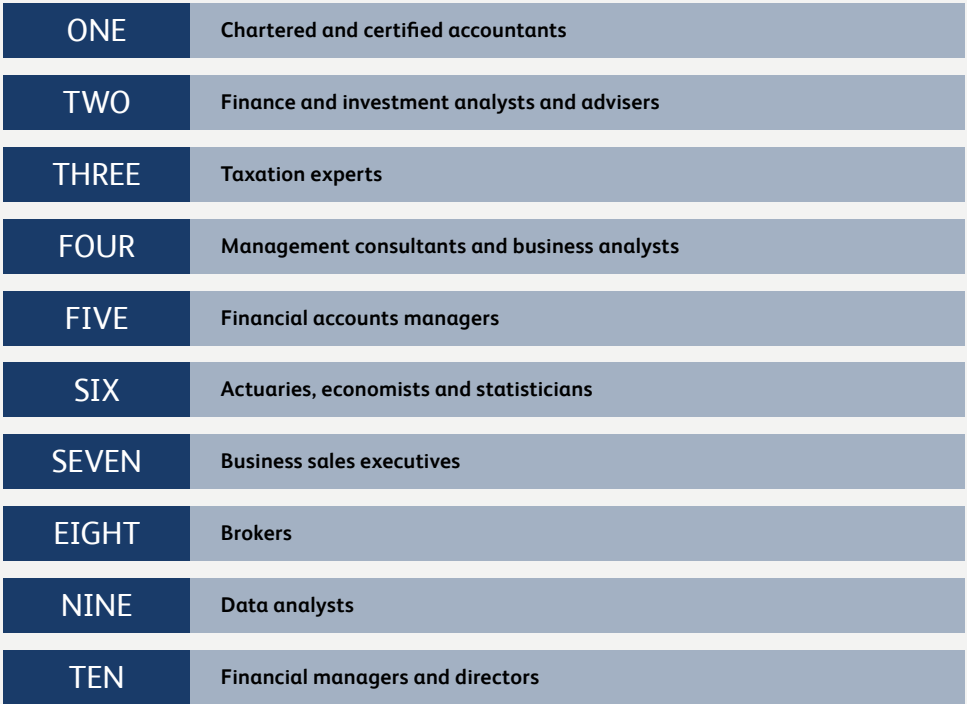 ONE Chartered and certified accountants
TWO Finance and investment analysts and advisers
THREE Taxation experts
FOUR Management consultants and business analysts
FIVE Financial accounts managers
SIX Actuaries, economists and statisticians
SEVEN Business sales executives
EIGHT Brokers
NINE Data analysts
TEN Financial managers and directors